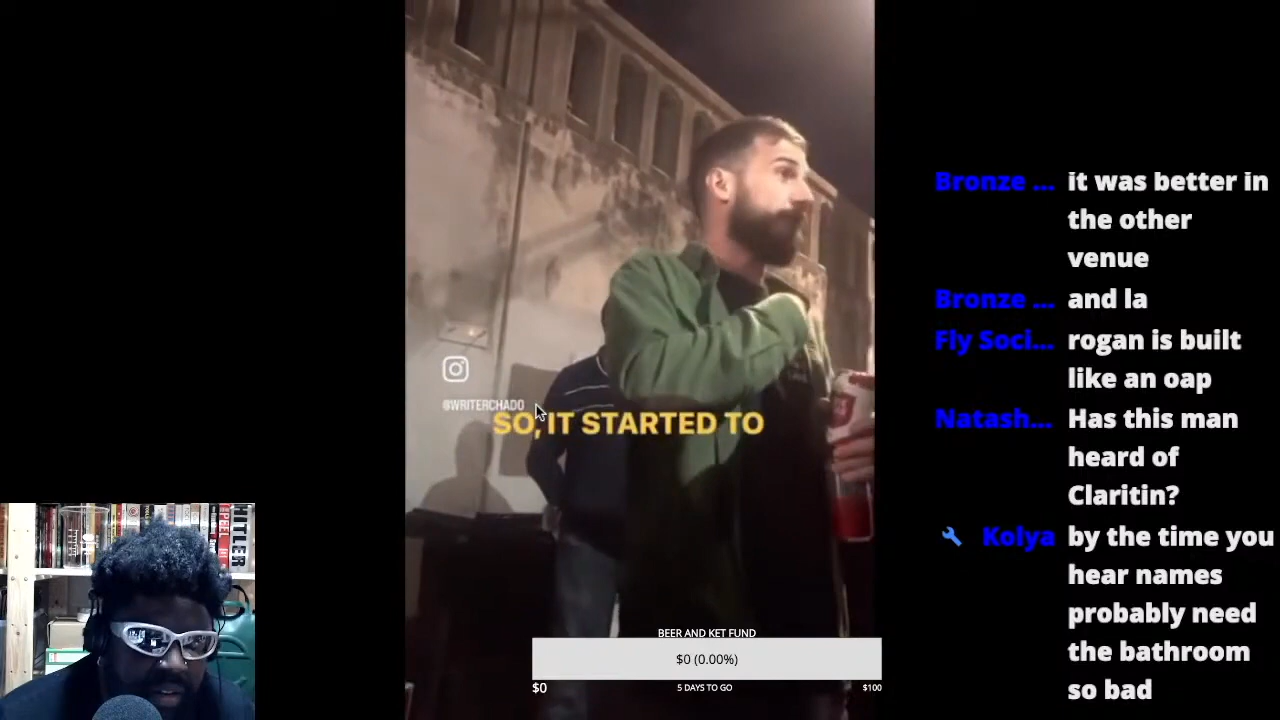 @WRITERCHADO
SO, IT STARTED TO
BEER AND KET FUND
$0 (0.00%)
$0
5 DAYS TO GO
$100
Bronze ...
it was better in
the other
venue
Bronze ...
and la
Fly Soci...
rogan is built
like an oap
Natash...
Has this man
heard of
Claritin?
Kolya
by the time you
hear names
probably need
the bathroom
so bad
PEEL
HITLER